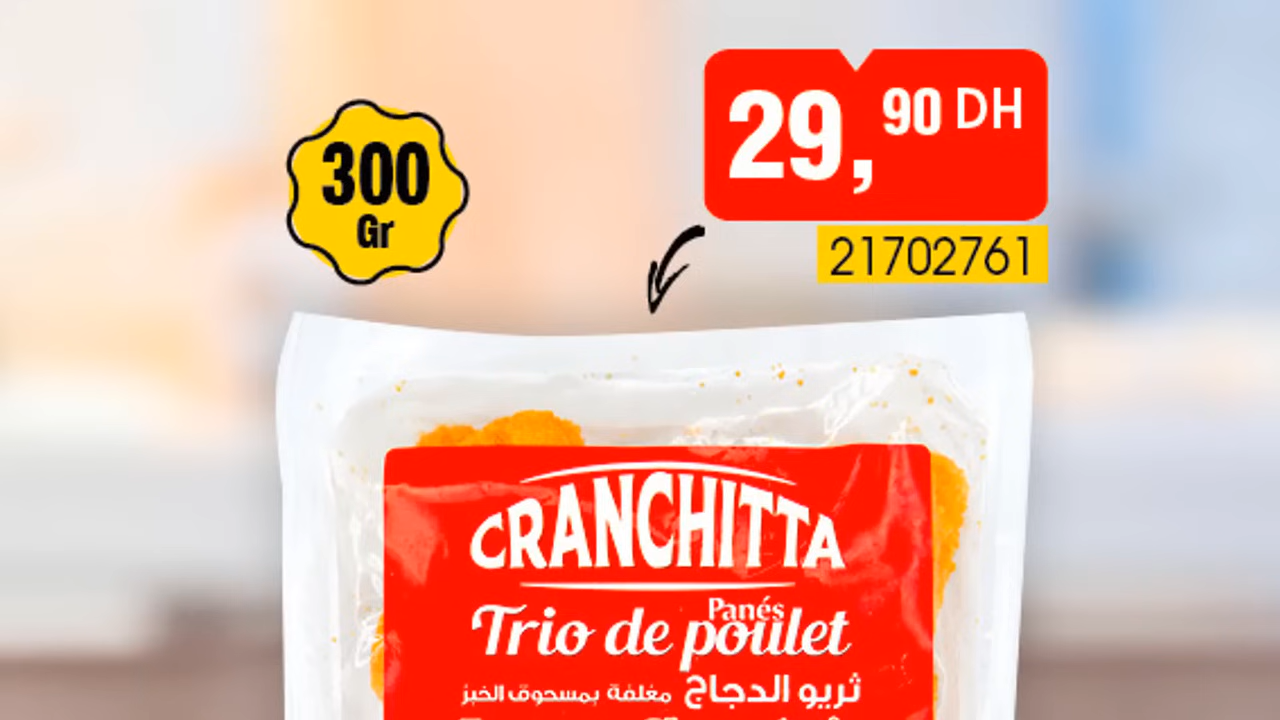 300
Gr
29,90 DH
21702761
CRANCHITTA
Panés
Trio de poulet
ثريو الدجاج مغلفة بمسحوق الخبز